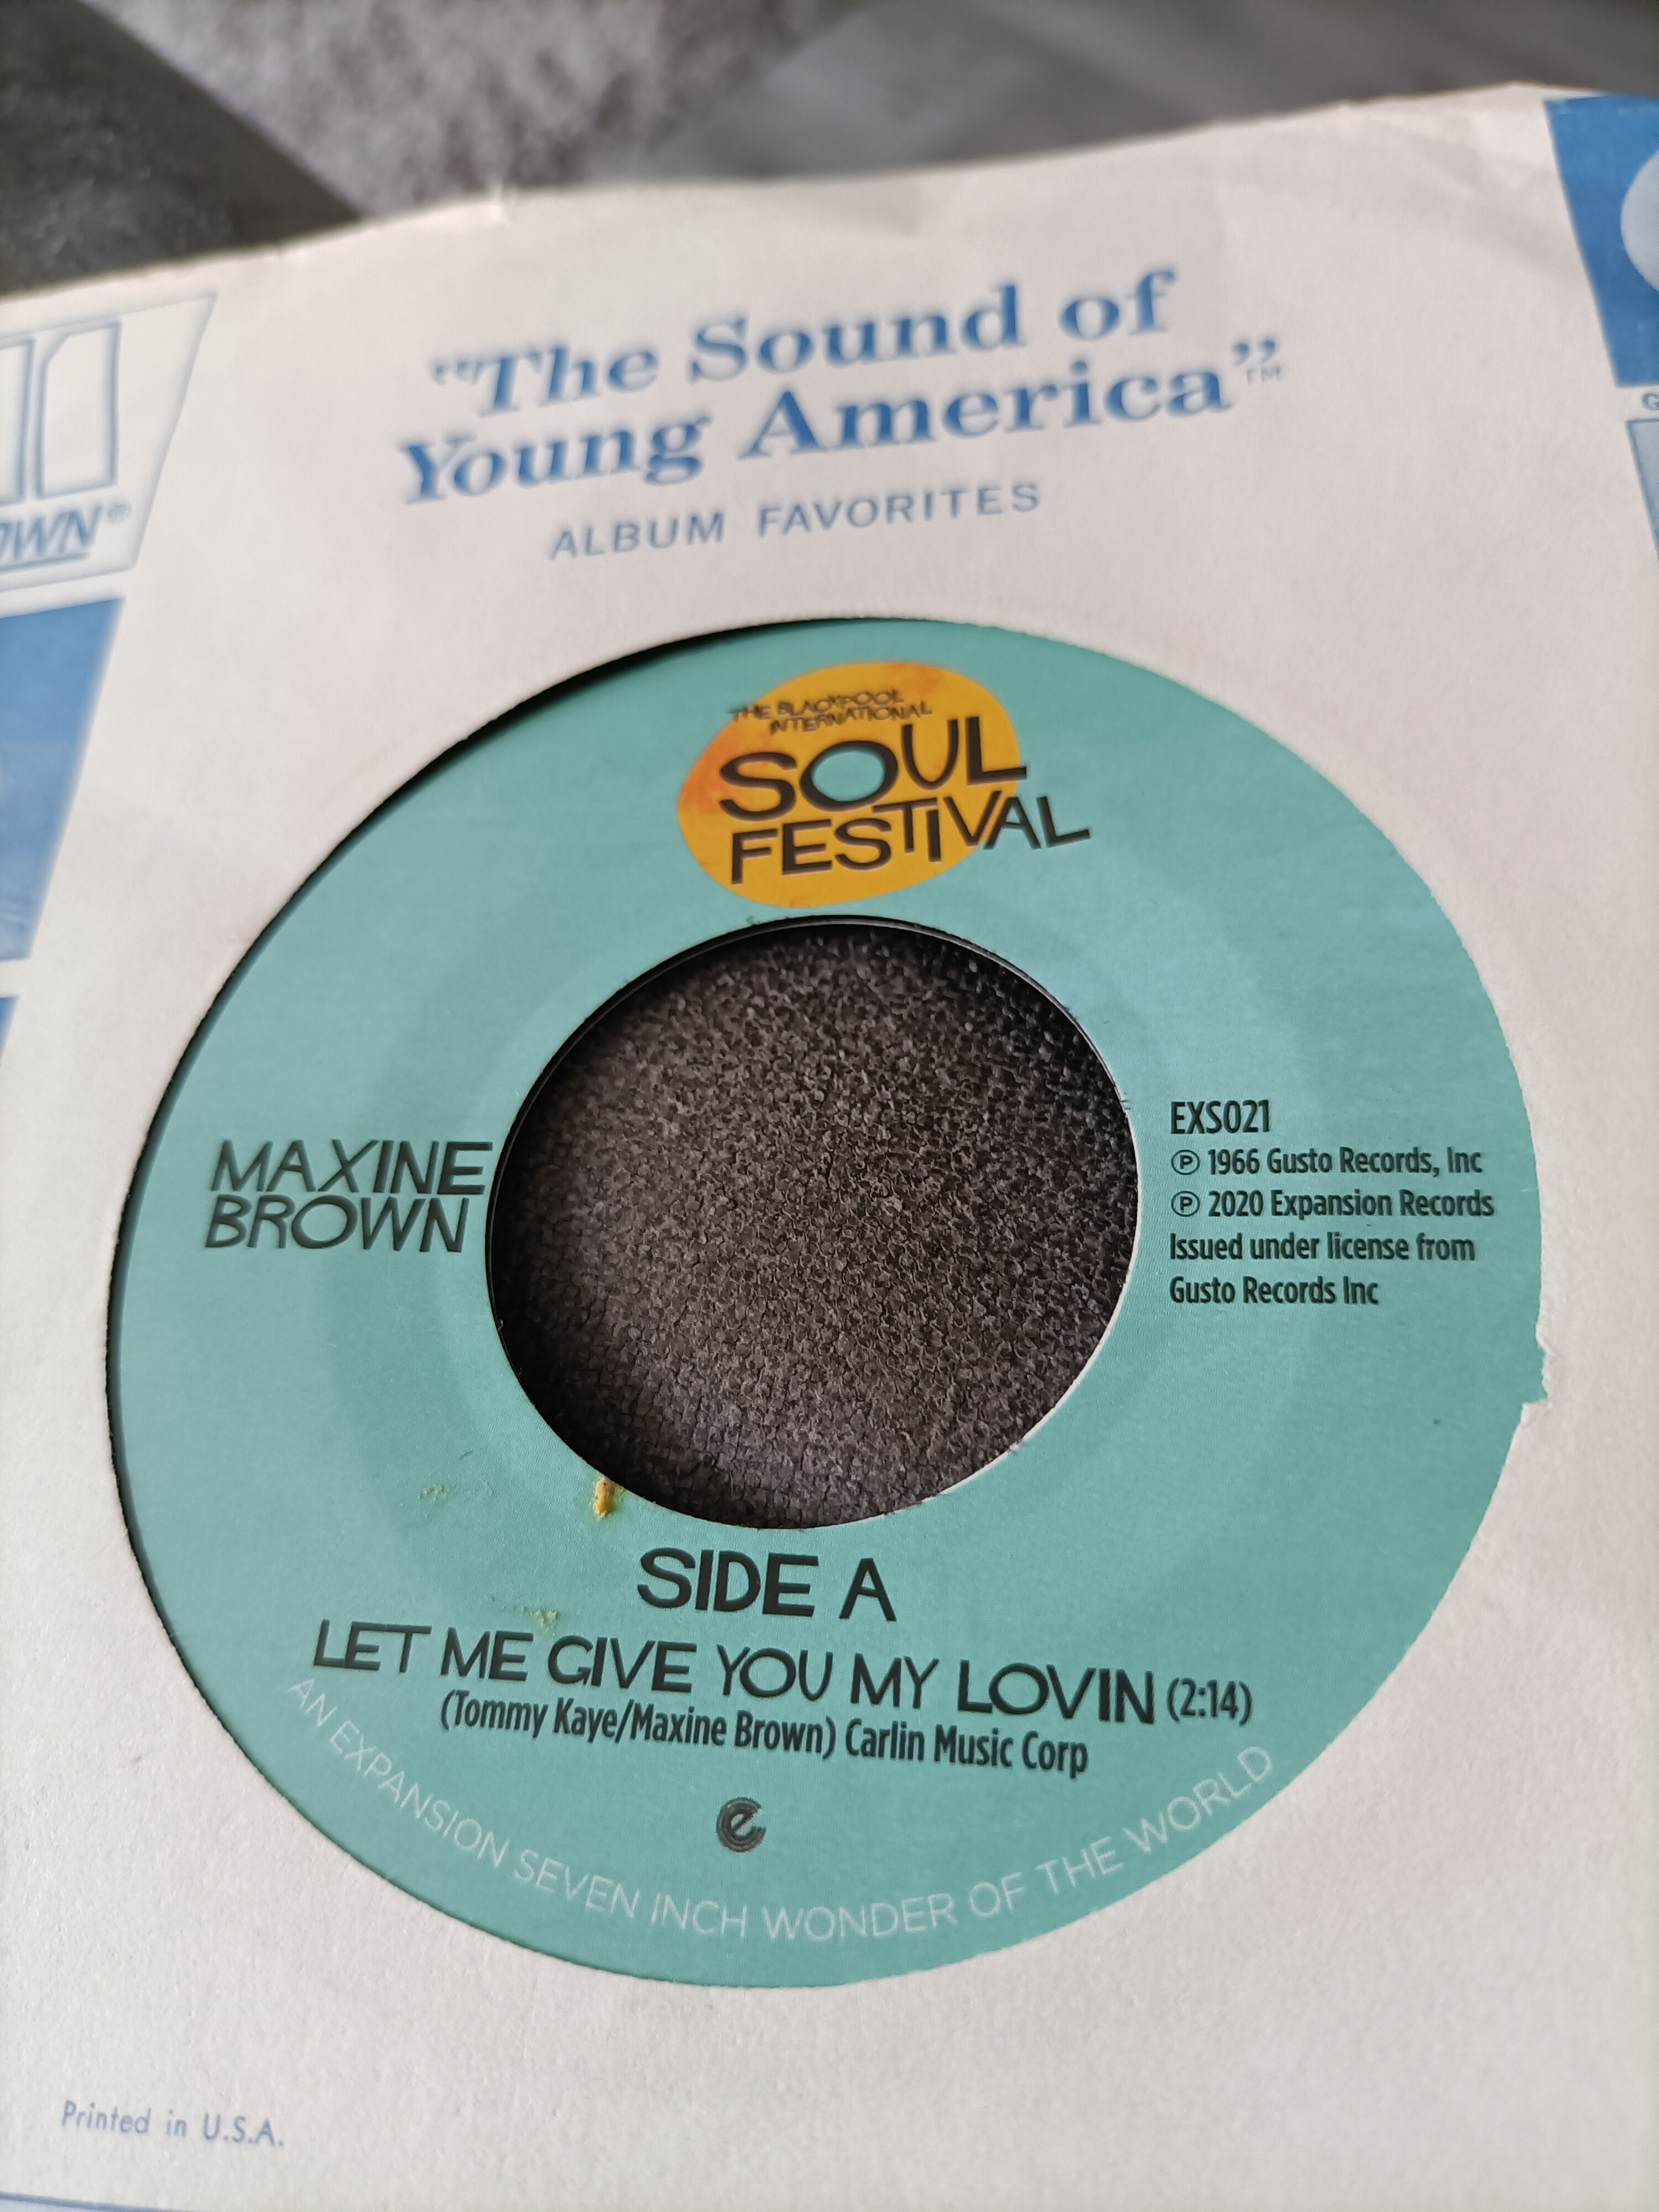 "The Sound of
Young America"™
ALBUM FAVORITES
THE BLACKPOOL
INTERNATIONAL
SOUL
FESTIVAL
MAXINE
BROWN
EXS021
℗ 1966 Gusto Records, Inc
℗ 2020 Expansion Records
Issued under license from
Gusto Records Inc
SIDE A
LET ME GIVE YOU MY LOVIN (2:14)
(Tommy Kaye/Maxine Brown) Carlin Music Corp
e
AN EXPANSION SEVEN INCH WONDER OF THE WORLD
Printed in U.S.A.